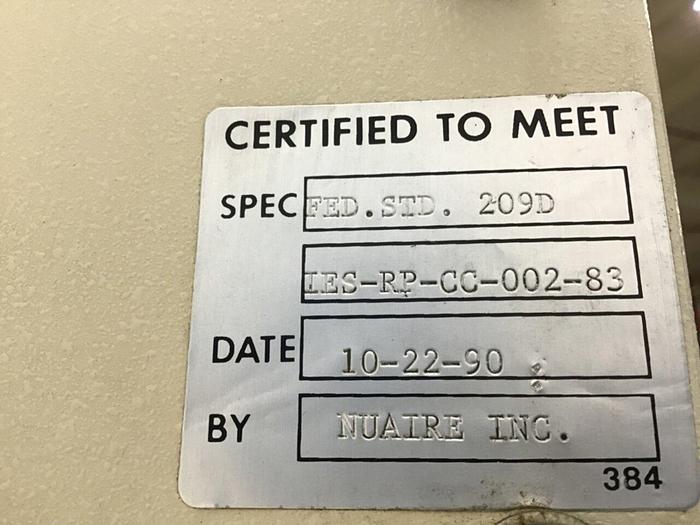 CERTIFIED TO MEET
SPEC FED.STD. 209D
IES-RP-CC-002-83
DATE 10-22-90
BY NUAIRE INC.
384